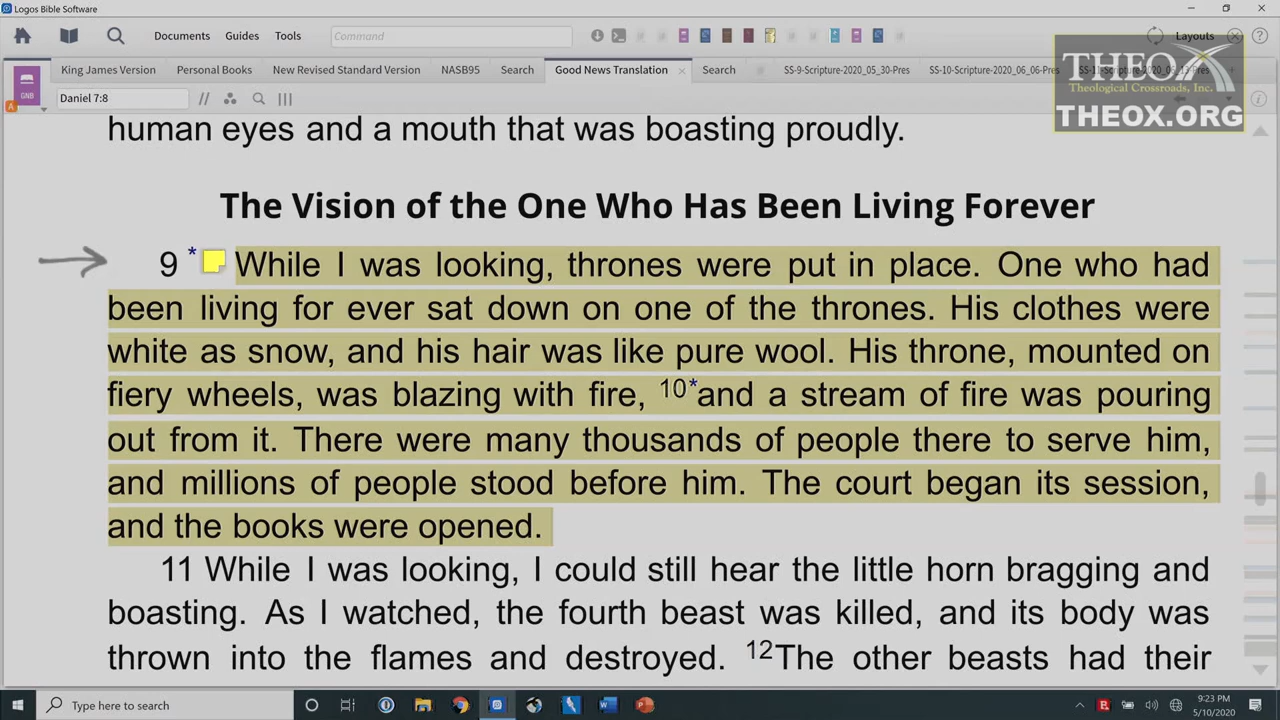 Logos Bible Software
Documents Guides Tools Command Layouts
King James Version Personal Books New Revised Standard Version NASB95 Search Good News Translation Search SS-9-Scripture-2020_05_30-Pres SS-10-Scripture-2020_06_06-Pres
GNB
A
Daniel 7:8
THEOX
Theological Crossroads, Inc.
THEOX.ORG
human eyes and a mouth that was boasting proudly.
The Vision of the One Who Has Been Living Forever
9 * While I was looking, thrones were put in place. One who had
been living for ever sat down on one of the thrones. His clothes were
white as snow, and his hair was like pure wool. His throne, mounted on
fiery wheels, was blazing with fire, 10* and a stream of fire was pouring
out from it. There were many thousands of people there to serve him,
and millions of people stood before him. The court began its session,
and the books were opened.
11 While I was looking, I could still hear the little horn bragging and
boasting. As I watched, the fourth beast was killed, and its body was
thrown into the flames and destroyed. 12 The other beasts had their
Type here to search
9:23 PM
5/10/2020